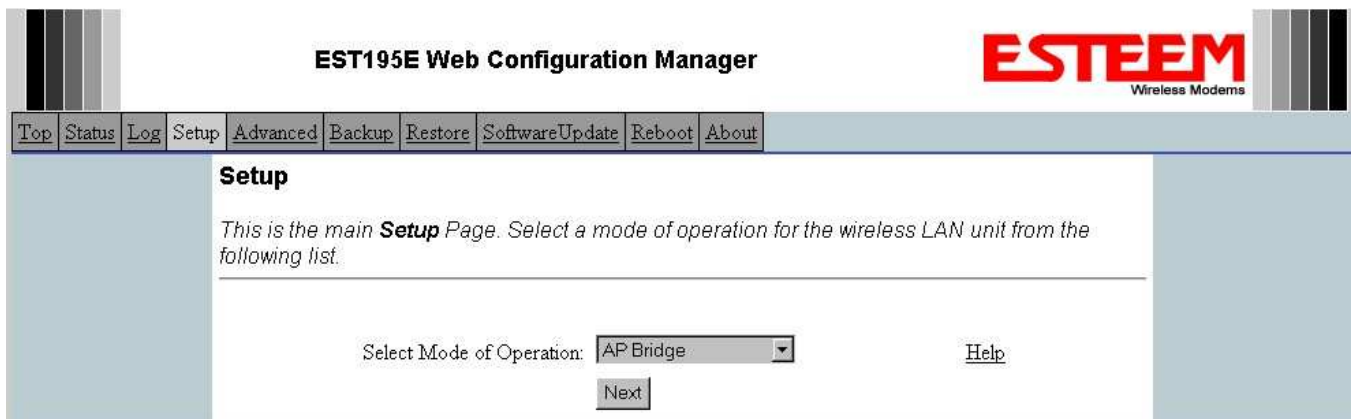 EST195E Web Configuration Manager
ESTEEM
Wireless Modems
Top Status Log Setup Advanced Backup Restore SoftwareUpdate Reboot About
Setup
This is the main Setup Page. Select a mode of operation for the wireless LAN unit from the
following list.
Select Mode of Operation: AP Bridge Help
Next